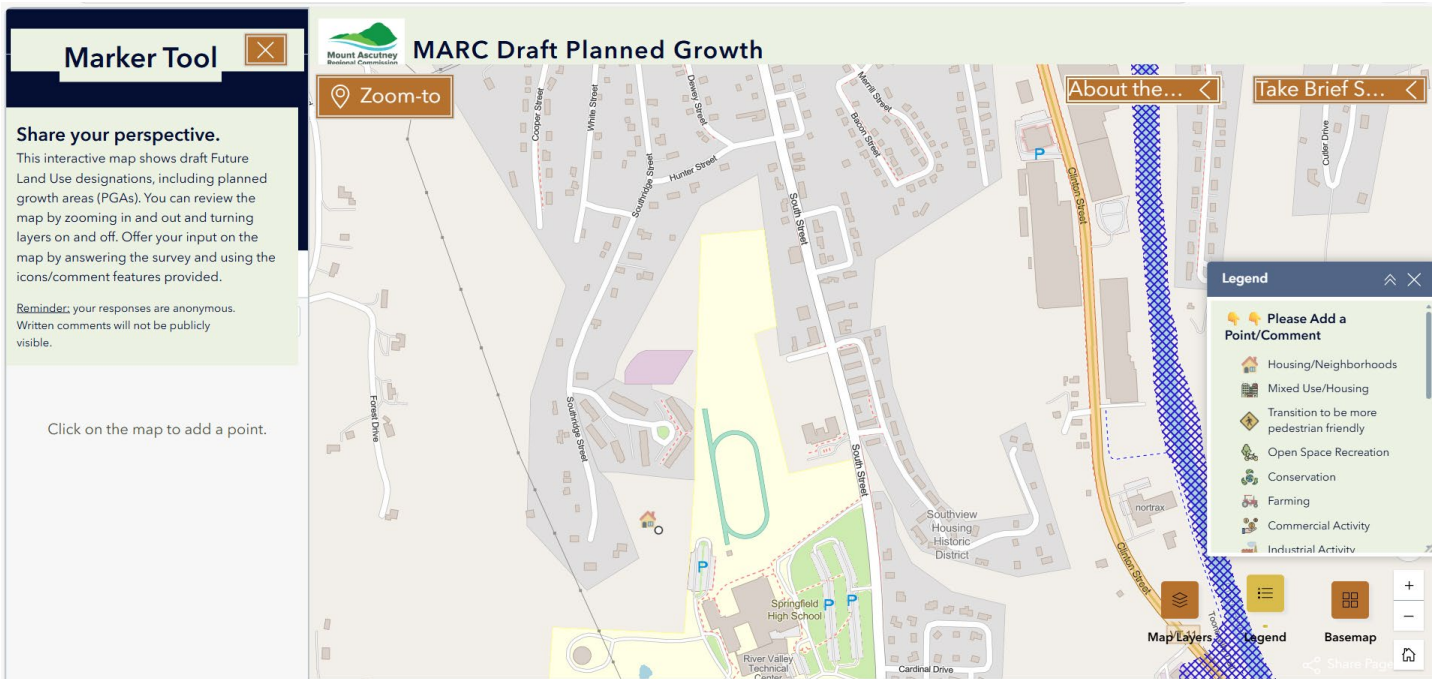 Marker Tool
Mount Ascutney
Regional Commission
MARC Draft Planned Growth
Zoom-to
About the...
Take Brief S...
Share your perspective.
This interactive map shows draft Future
Land Use designations, including planned
growth areas (PGAs). You can review the
map by zooming in and out and turning
layers on and off. Offer your input on the
map by answering the survey and using the
icons/comment features provided.
Reminder: your responses are anonymous.
Written comments will not be publicly
visible.
Click on the map to add a point.
Cooper Street
White Street
Dewey Street
Merrill Street
Bacon Street
Hunter Street
Southridge Street
South Street
Clinton Street
Cutler Drive
P
Forest Drive
Southridge Street
South Street
Southview
Housing
Historic
District
nortrax
Clinton Street
P
Springfield
High School
P
P
River Valley
Technical
Center
Cardinal Drive
Legend
Please Add a
Point/Comment
Housing/Neighborhoods
Mixed Use/Housing
Transition to be more
pedestrian friendly
Open Space Recreation
Conservation
Farming
Commercial Activity
Industrial Activity
+
−
Map Layers
Legend
Basemap
VT 11
Share Page